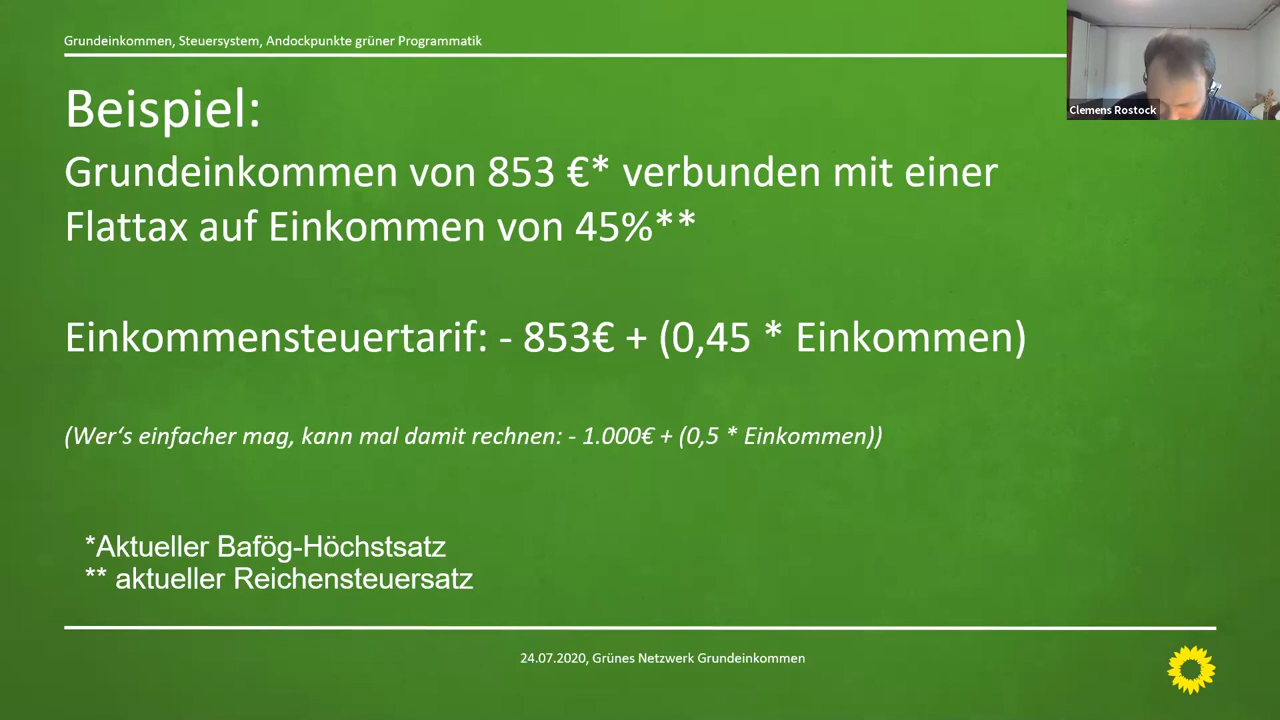 Grundeinkommen, Steuersystem, Andockpunkte grüner Programmatik
Clemens Rostock
Beispiel:
Grundeinkommen von 853 €* verbunden mit einer
Flattax auf Einkommen von 45%**
Einkommensteuertarif: - 853€ + (0,45 * Einkommen)
(Wer‘s einfacher mag, kann mal damit rechnen: - 1.000€ + (0,5 * Einkommen))
*Aktueller Bafög-Höchstsatz
** aktueller Reichensteuersatz
24.07.2020, Grünes Netzwerk Grundeinkommen